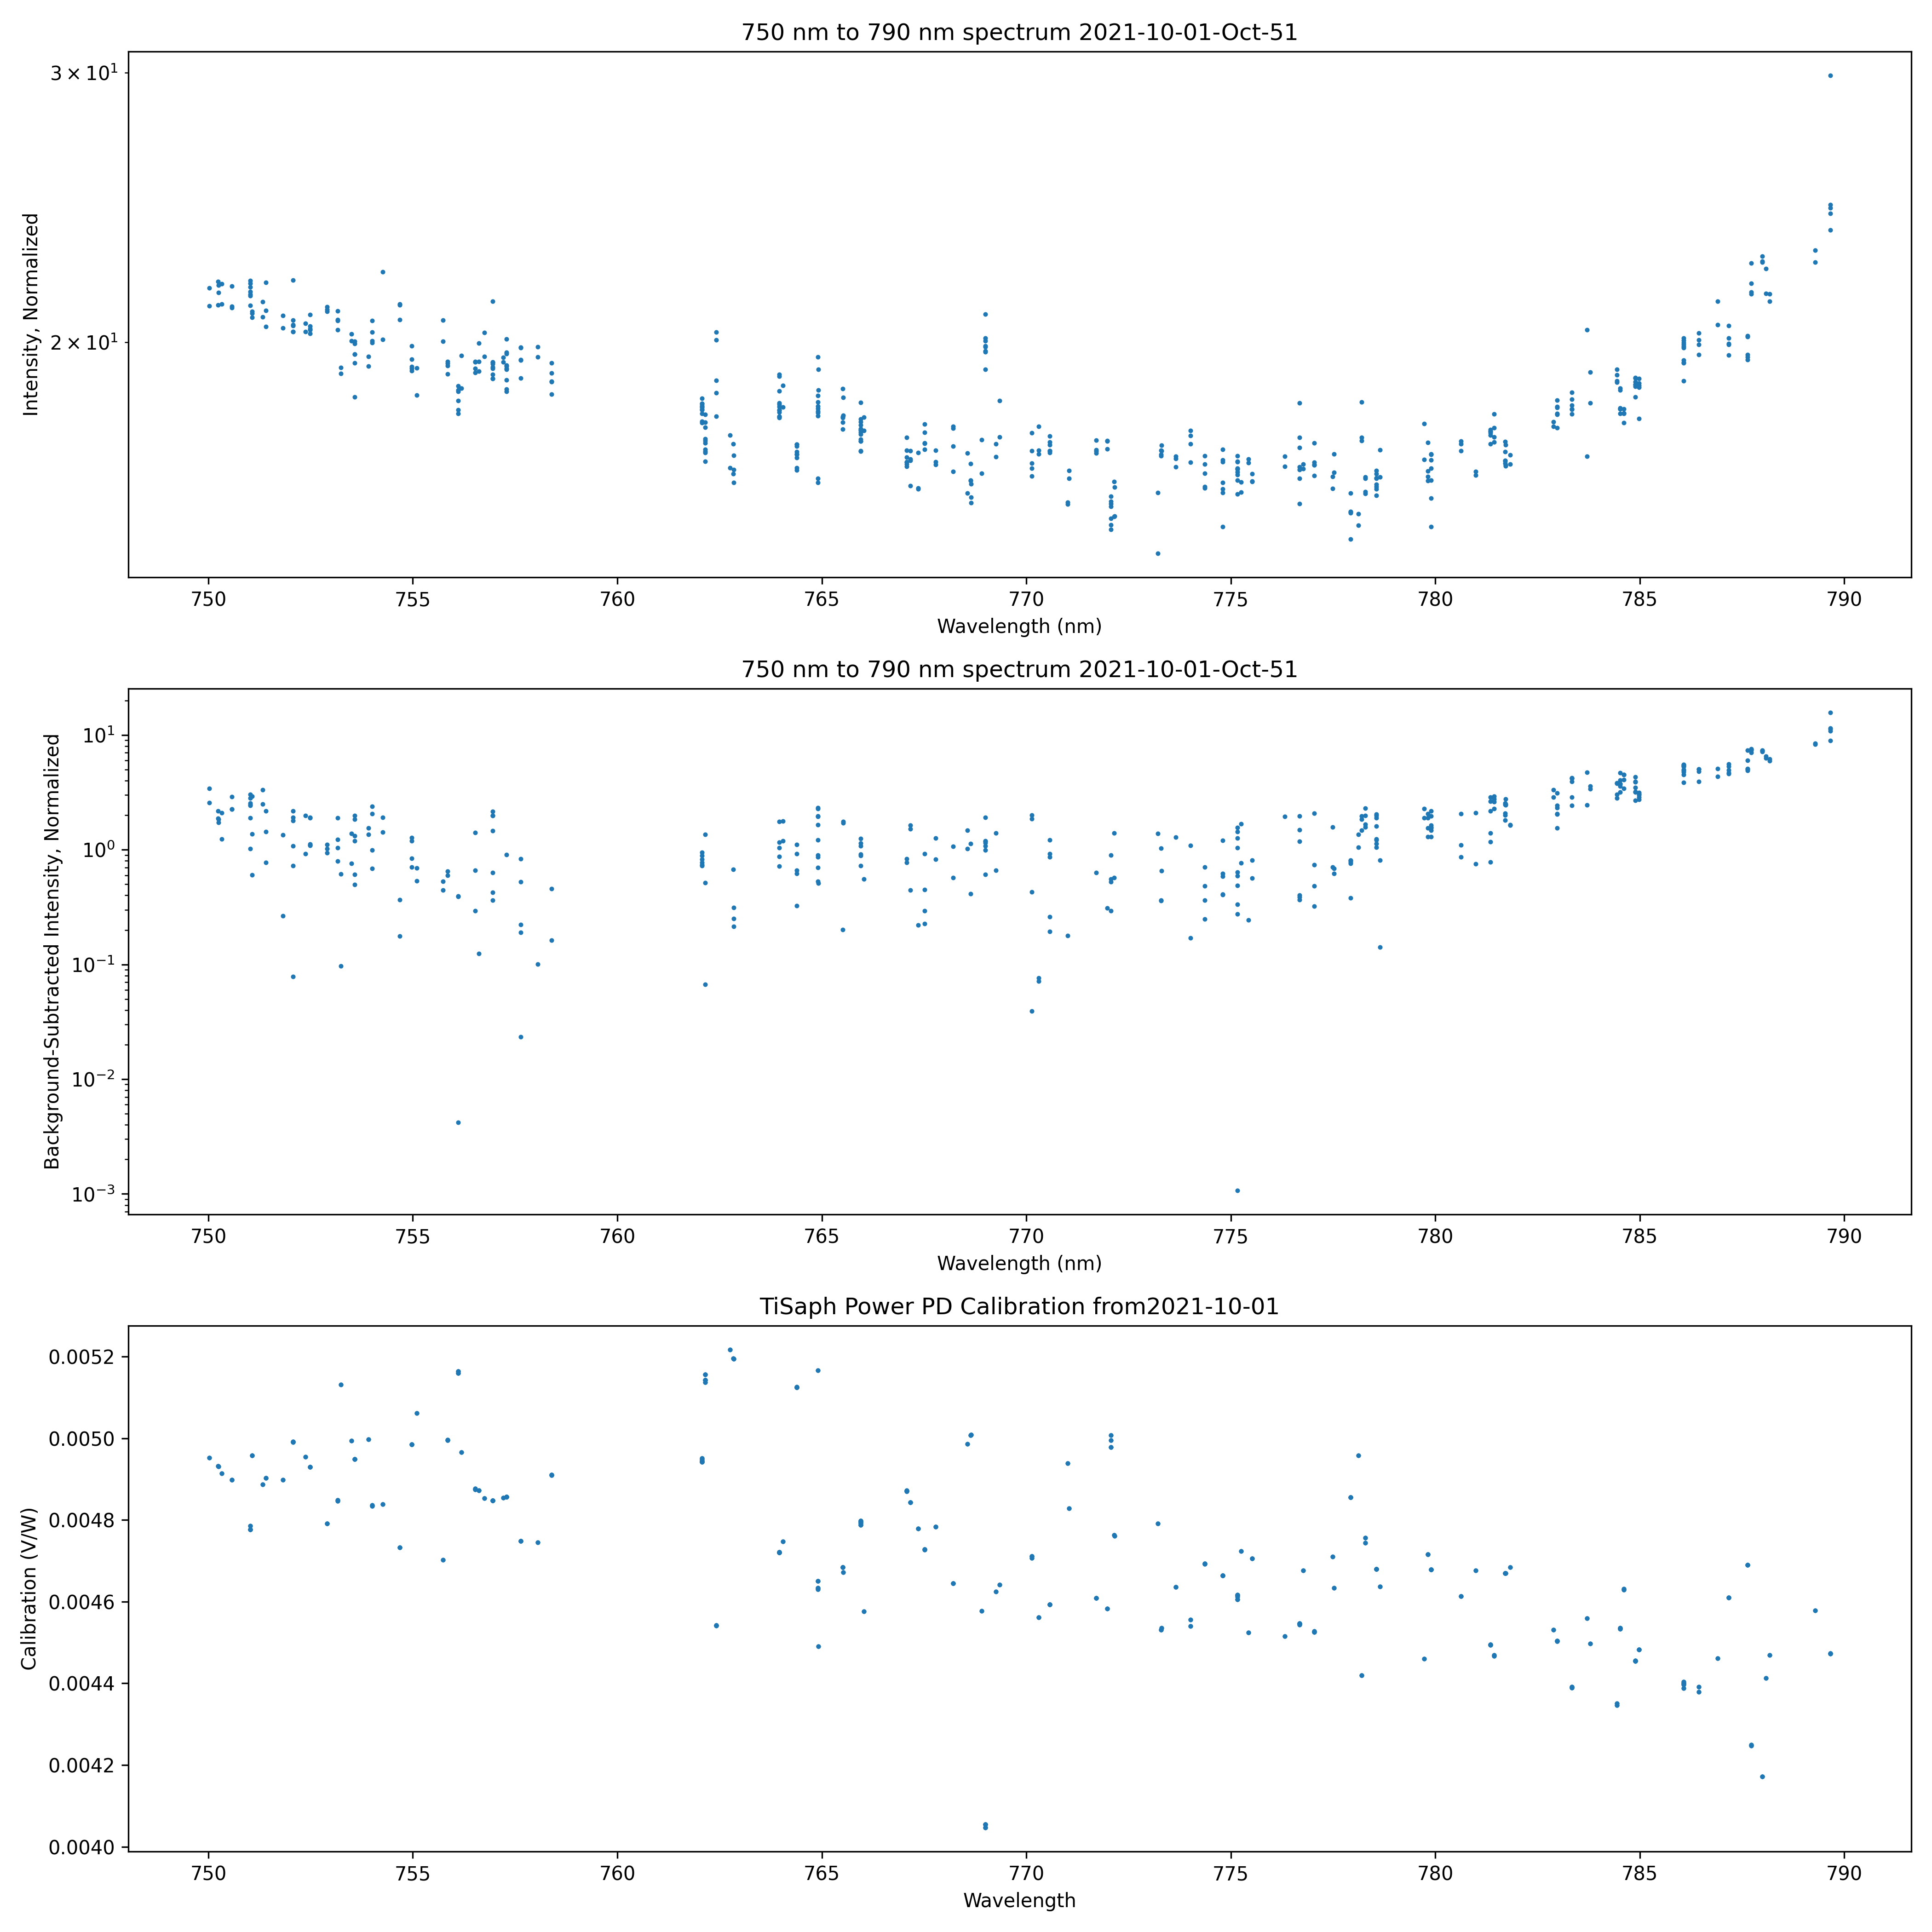 750 nm to 790 nm spectrum 2021-10-01-Oct-51
Intensity, Normalized
3 × 10¹
2 × 10¹
750 755 760 765 770 775 780 785 790
Wavelength (nm)
750 nm to 790 nm spectrum 2021-10-01-Oct-51
Background-Subtracted Intensity, Normalized
10¹
10⁰
10⁻¹
10⁻²
10⁻³
750 755 760 765 770 775 780 785 790
Wavelength (nm)
TiSaph Power PD Calibration from2021-10-01
Calibration (V/W)
0.0052
0.0050
0.0048
0.0046
0.0044
0.0042
0.0040
750 755 760 765 770 775 780 785 790
Wavelength